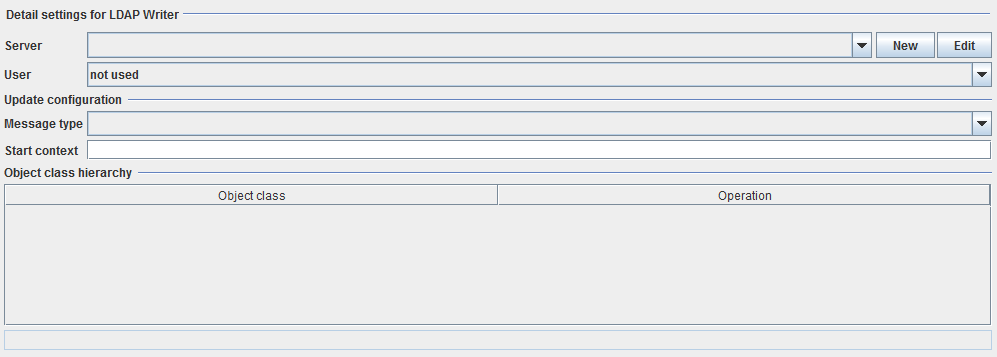 Detail settings for LDAP Writer
Server New Edit
User not used
Update configuration
Message type
Start context
Object class hierarchy
Object class Operation